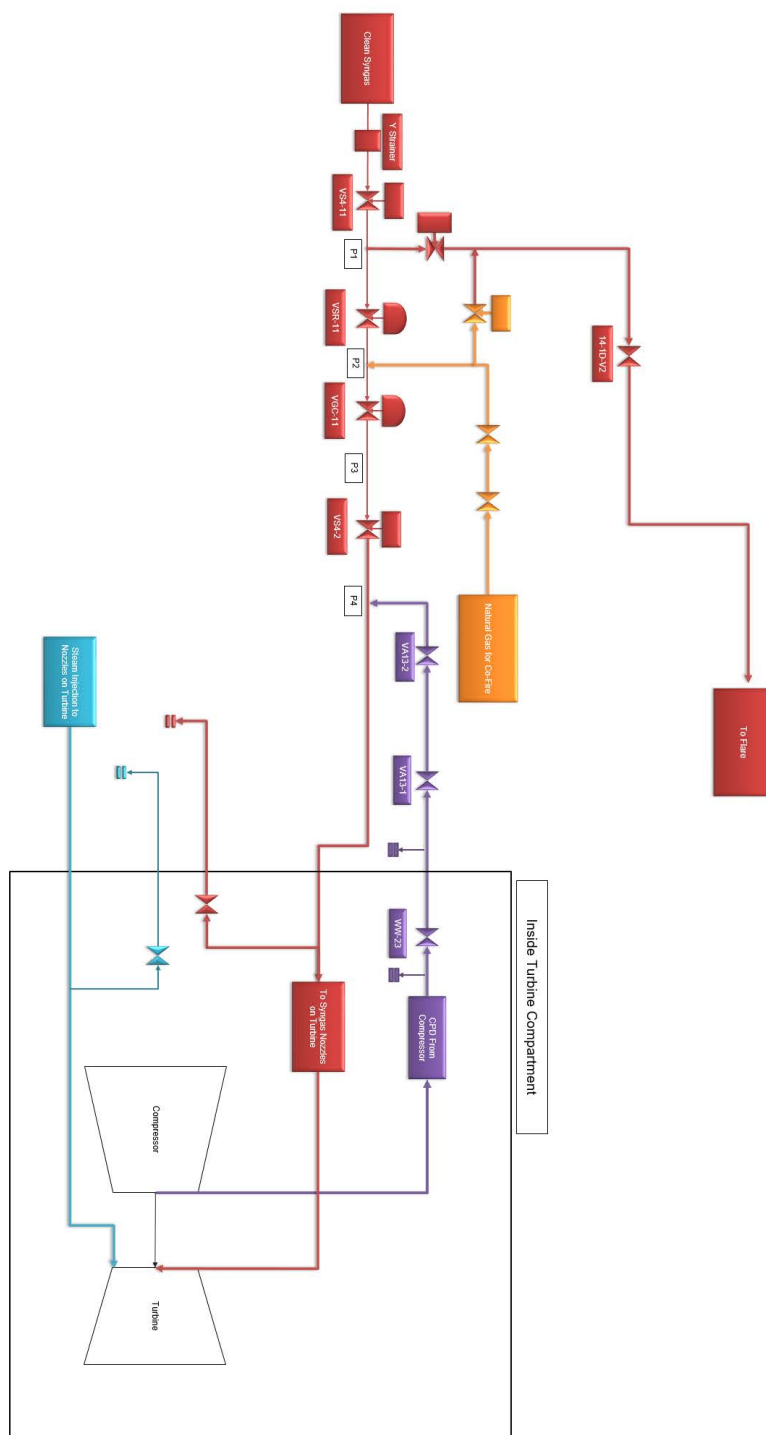 Clean Syngas
Y Strainer
VS4-11
P1
VSR-11
P2
VGC-11
P3
VS4-2
P4
14-1D-V2
To Flare
Natural Gas for Co-Fire
VA13-2
VA13-1
WW-23
CPD From
Compressor
Steam Injection to
Nozzles on Turbine
Inside Turbine Compartment
To Syngas Nozzles
on Turbine
Compressor
Turbine